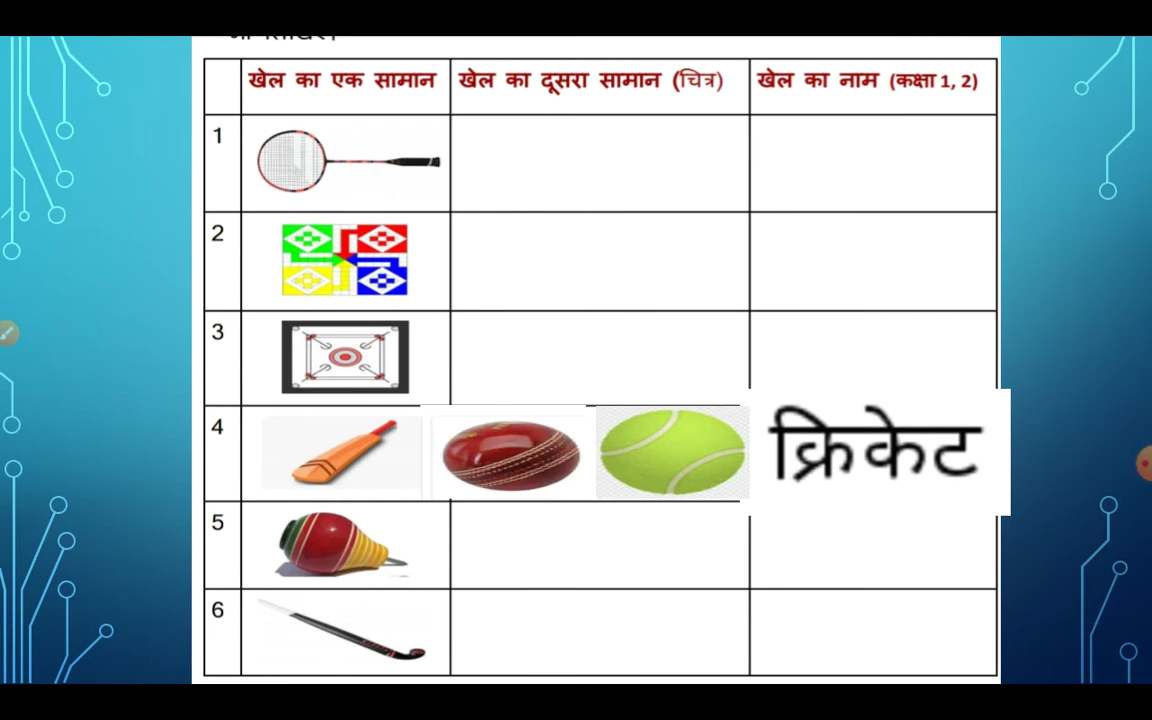 खेल का एक सामान खेल का दूसरा सामान (चित्र) खेल का नाम (कक्षा 1, 2)
1
2
3
4 क्रिकेट
5
6